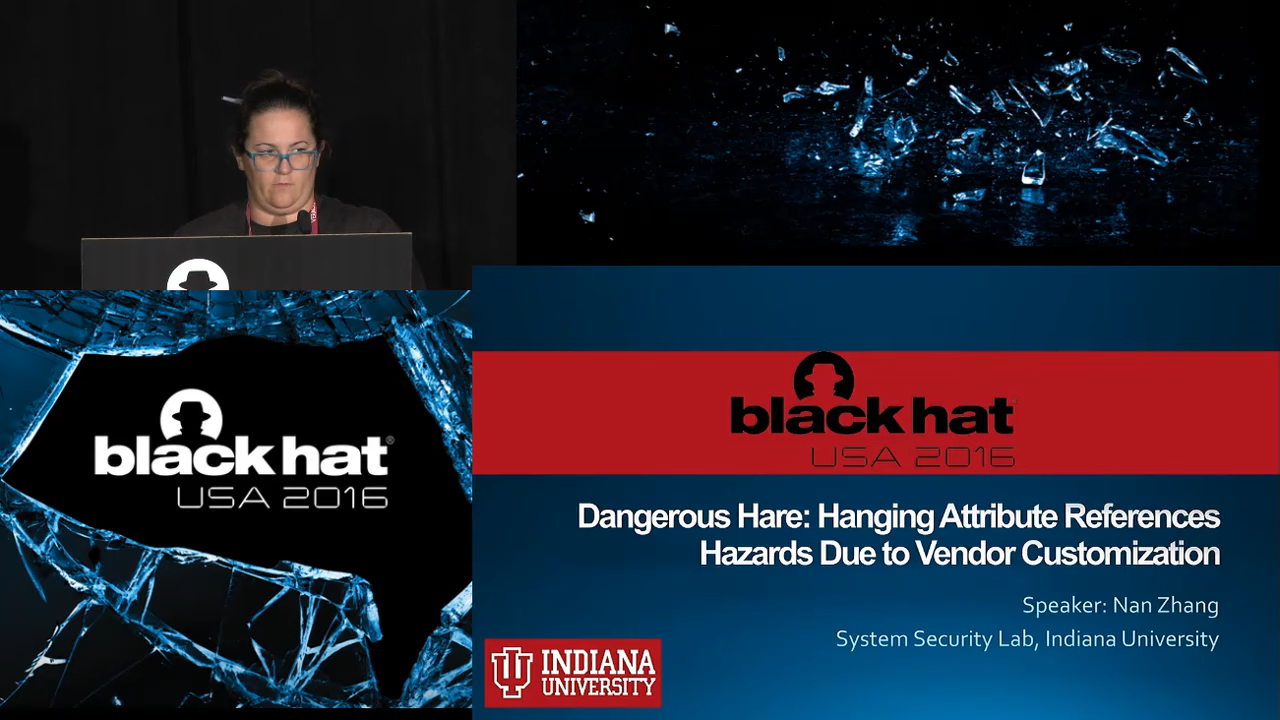 black hat®
USA 2016
black hat
USA 2016
Dangerous Hare: Hanging Attribute References
Hazards Due to Vendor Customization
Speaker: Nan Zhang
System Security Lab, Indiana University
INDIANA
UNIVERSITY